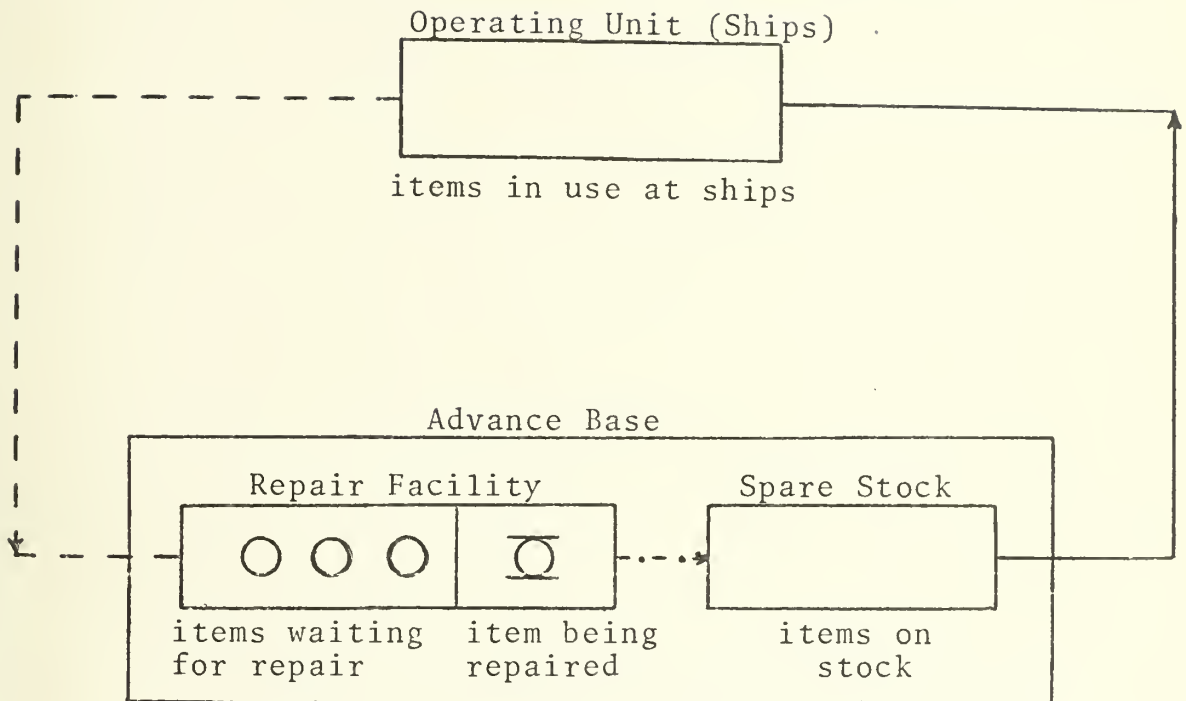 Operating Unit (Ships)
items in use at ships
Advance Base
Repair Facility
Spare Stock
items waiting
for repair
item being
repaired
items on
stock